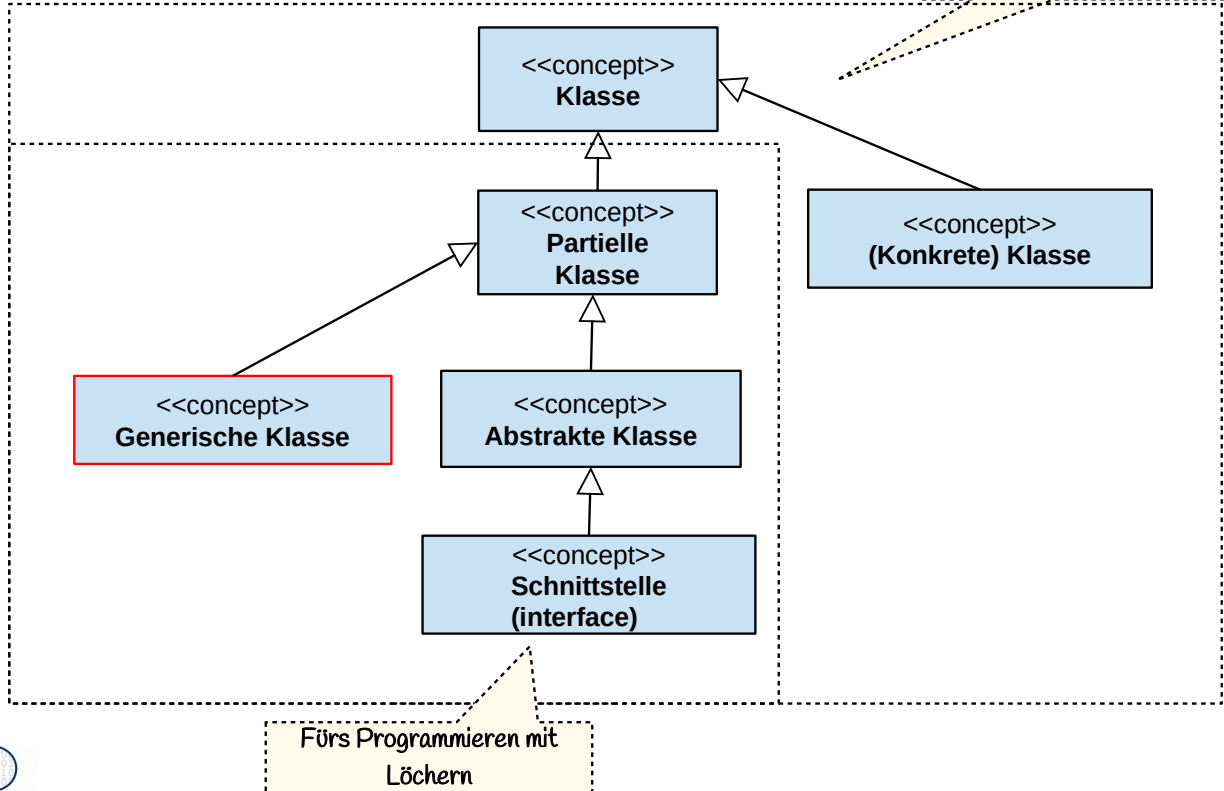 <<concept>>
Klasse
<<concept>>
Partielle
Klasse
<<concept>>
(Konkrete) Klasse
<<concept>>
Generische Klasse
<<concept>>
Abstrakte Klasse
<<concept>>
Schnittstelle
(interface)
Fürs Programmieren mit
Löchern